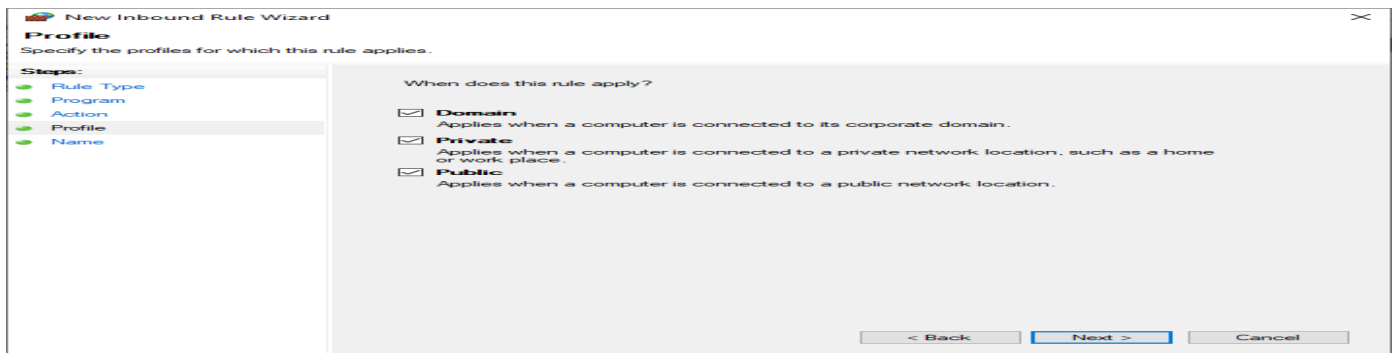 New Inbound Rule Wizard
Profile
Specify the profiles for which this rule applies.
Steps:
Rule Type
Program
Action
Profile
Name
When does this rule apply?
Domain
Applies when a computer is connected to its corporate domain.
Private
Applies when a computer is connected to a private network location, such as a home
or work place.
Public
Applies when a computer is connected to a public network location.
< Back
Next >
Cancel